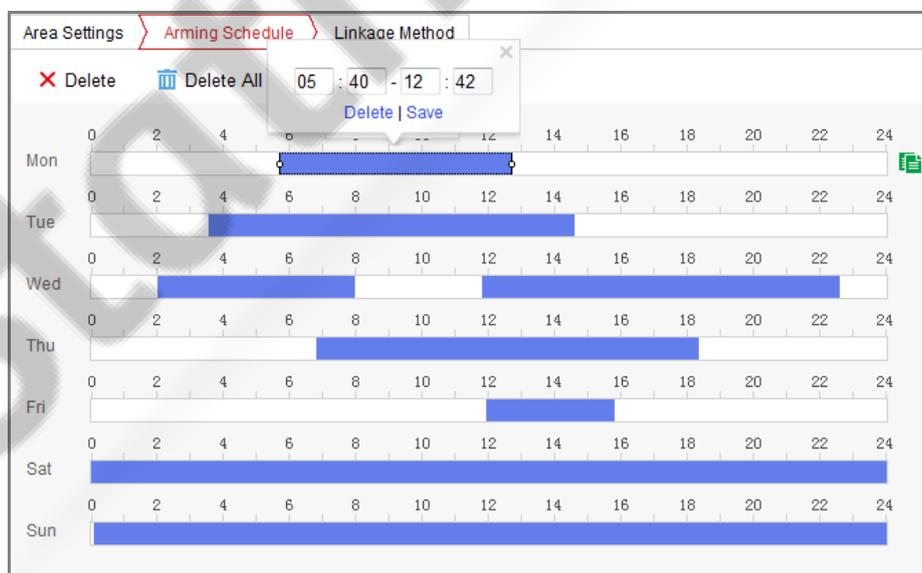 Area Settings Arming Schedule Linkage Method
Delete Delete All
05 : 40 - 12 : 42
Delete | Save
0 2 4 6 12 14 16 18 20 22 24
Mon
0 2 4 6 8 10 12 14 16 18 20 22 24
Tue
0 2 4 6 8 10 12 14 16 18 20 22 24
Wed
0 2 4 6 8 10 12 14 16 18 20 22 24
Thu
0 2 4 6 8 10 12 14 16 18 20 22 24
Fri
0 2 4 6 8 10 12 14 16 18 20 22 24
Sat
0 2 4 6 8 10 12 14 16 18 20 22 24
Sun